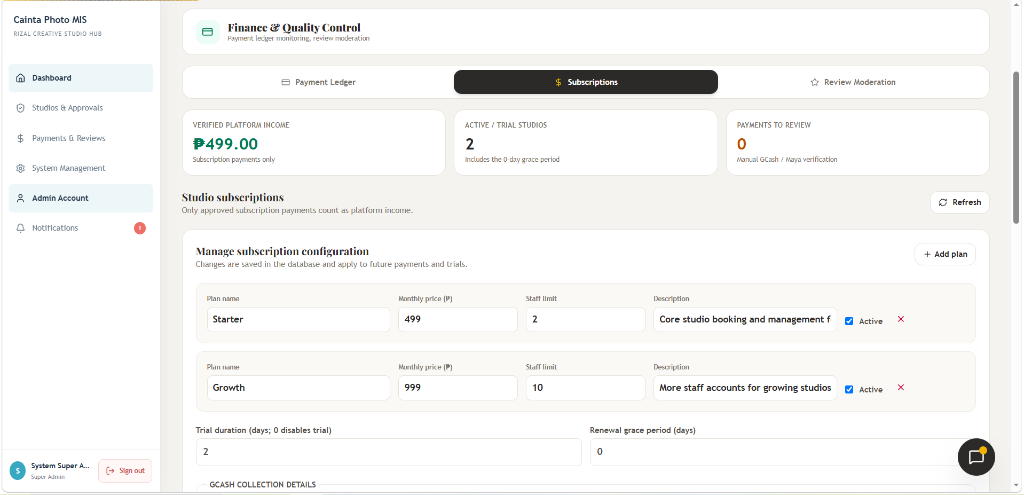 Cainta Photo MIS
RIZAL CREATIVE STUDIO HUB
Dashboard
Studios & Approvals
Payments & Reviews
System Management
Admin Account
Notifications
System Super A...
Super Admin
S
Sign out
Finance & Quality Control
Payment ledger monitoring, review moderation
Payment Ledger
$ Subscriptions
Review Moderation
VERIFIED PLATFORM INCOME
₱499.00
Subscription payments only
ACTIVE / TRIAL STUDIOS
2
Includes the 0-day grace period
PAYMENTS TO REVIEW
0
Manual GCash / Maya verification
Studio subscriptions
Only approved subscription payments count as platform income.
Refresh
Manage subscription configuration
Changes are saved in the database and apply to future payments and trials.
+ Add plan
Plan name Monthly price (₱) Staff limit Description
Starter 499 2 Core studio booking and management f Active
Plan name Monthly price (₱) Staff limit Description
Growth 999 10 More staff accounts for growing studios Active
Trial duration (days; 0 disables trial) Renewal grace period (days)
2 0
GCASH COLLECTION DETAILS